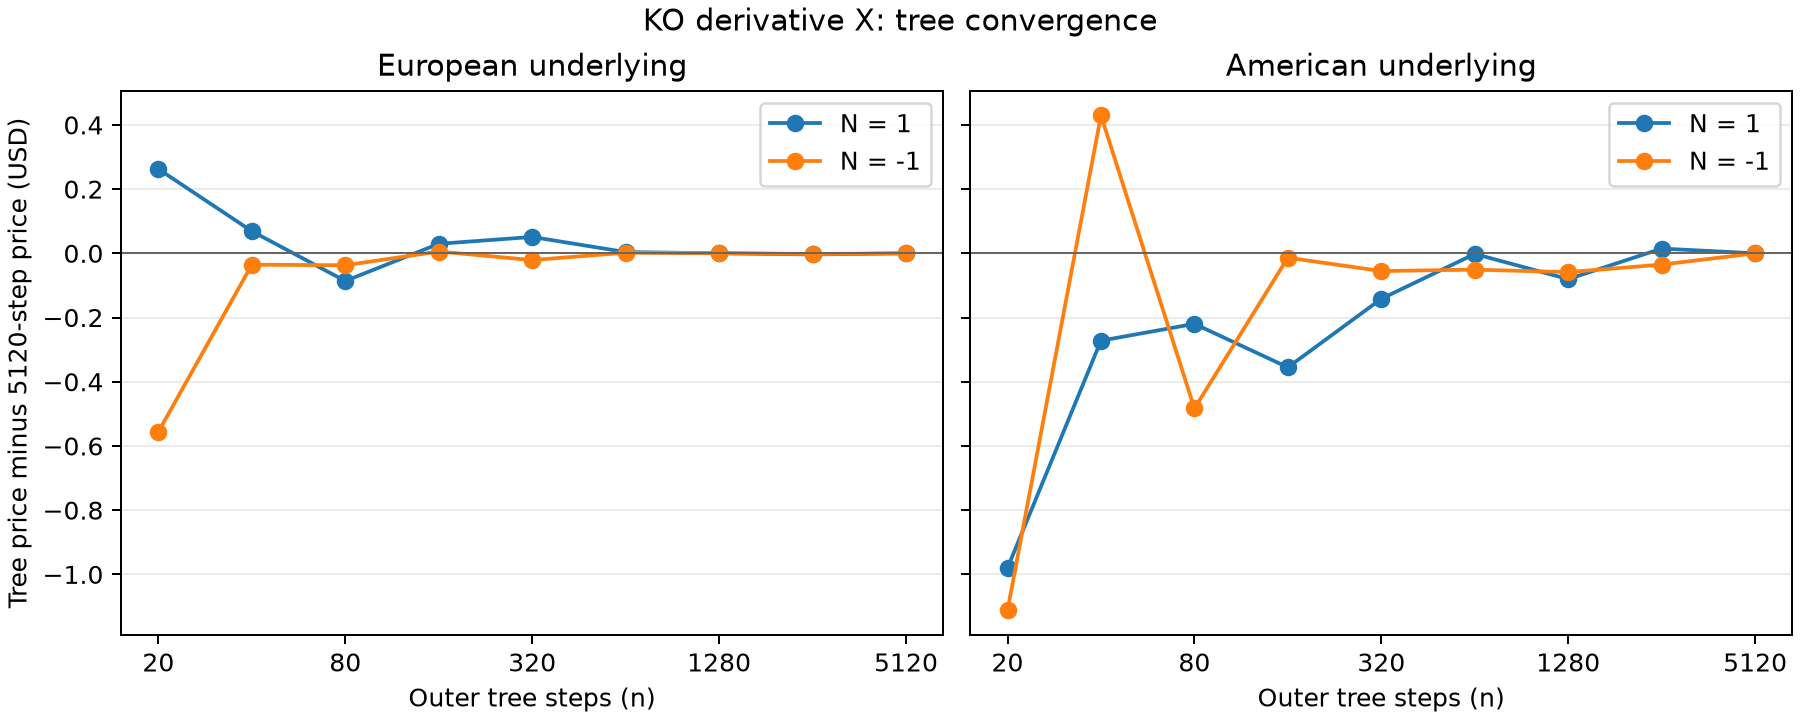 KO derivative X: tree convergence
European underlying
American underlying
Tree price minus 5120-step price (USD)
0.4
0.2
0.0
−0.2
−0.4
−0.6
−0.8
−1.0
N = 1
N = -1
N = 1
N = -1
20
80
320
1280
5120
20
80
320
1280
5120
Outer tree steps (n)
Outer tree steps (n)